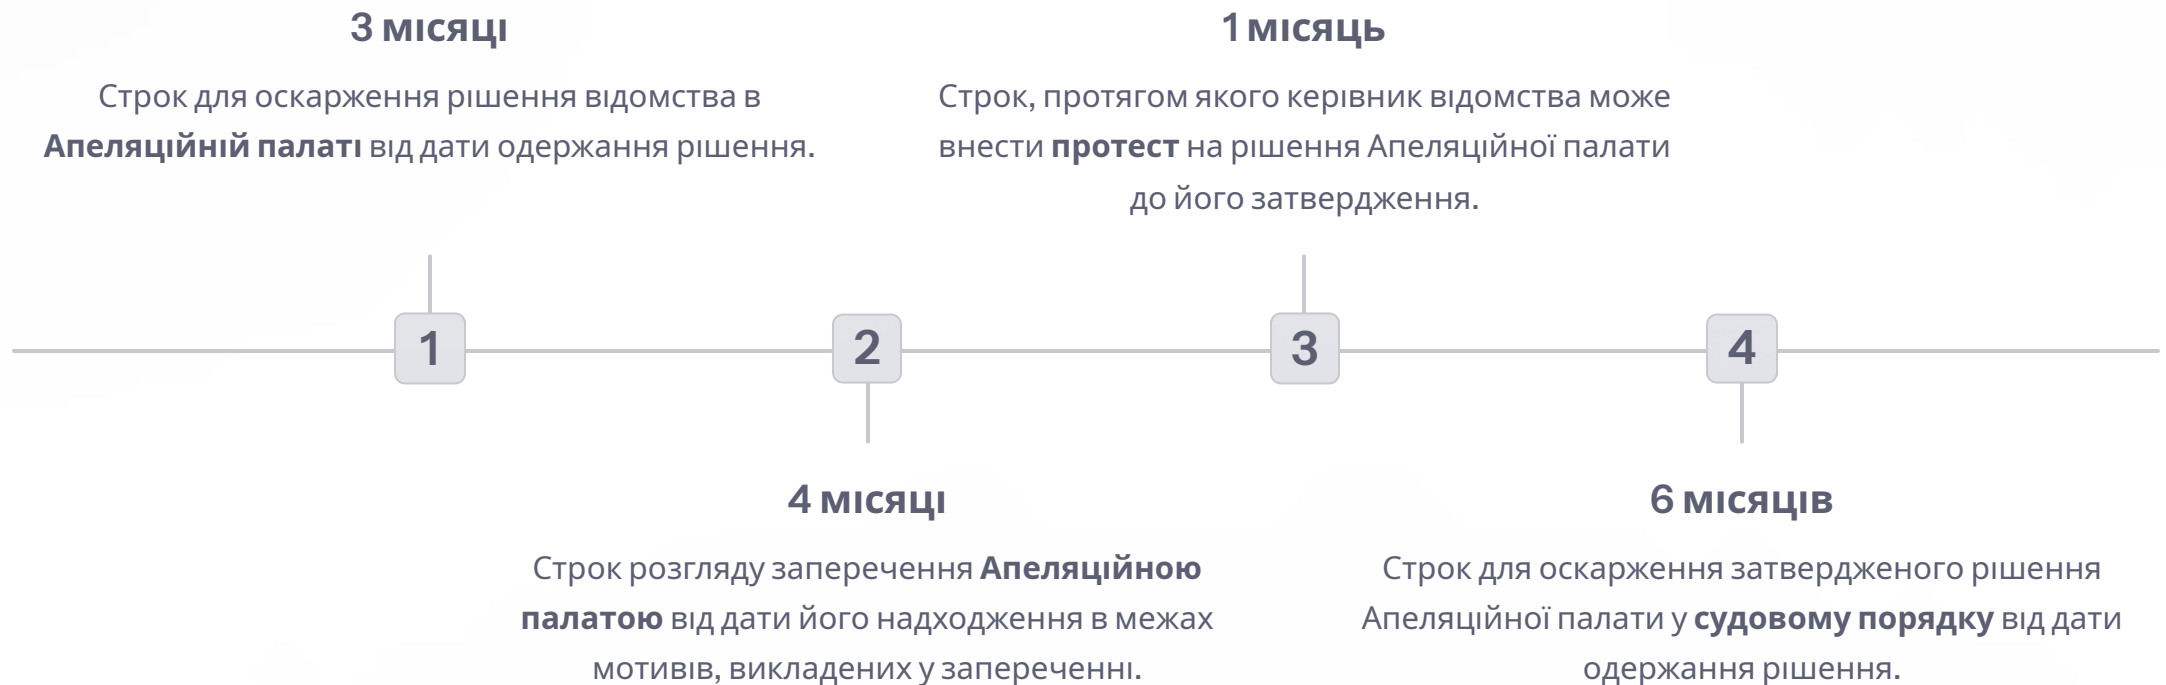 3 місяці
Строк для оскарження рішення відомства в
Апеляційній палаті від дати одержання рішення.
1 місяць
Строк, протягом якого керівник відомства може
внести протест на рішення Апеляційної палати
до його затвердження.
1
2
3
4
4 місяці
Строк розгляду заперечення Апеляційною
палатою від дати його надходження в межах
мотивів, викладених у запереченні.
6 місяців
Строк для оскарження затвердженого рішення
Апеляційної палати у судовому порядку від дати
одержання рішення.